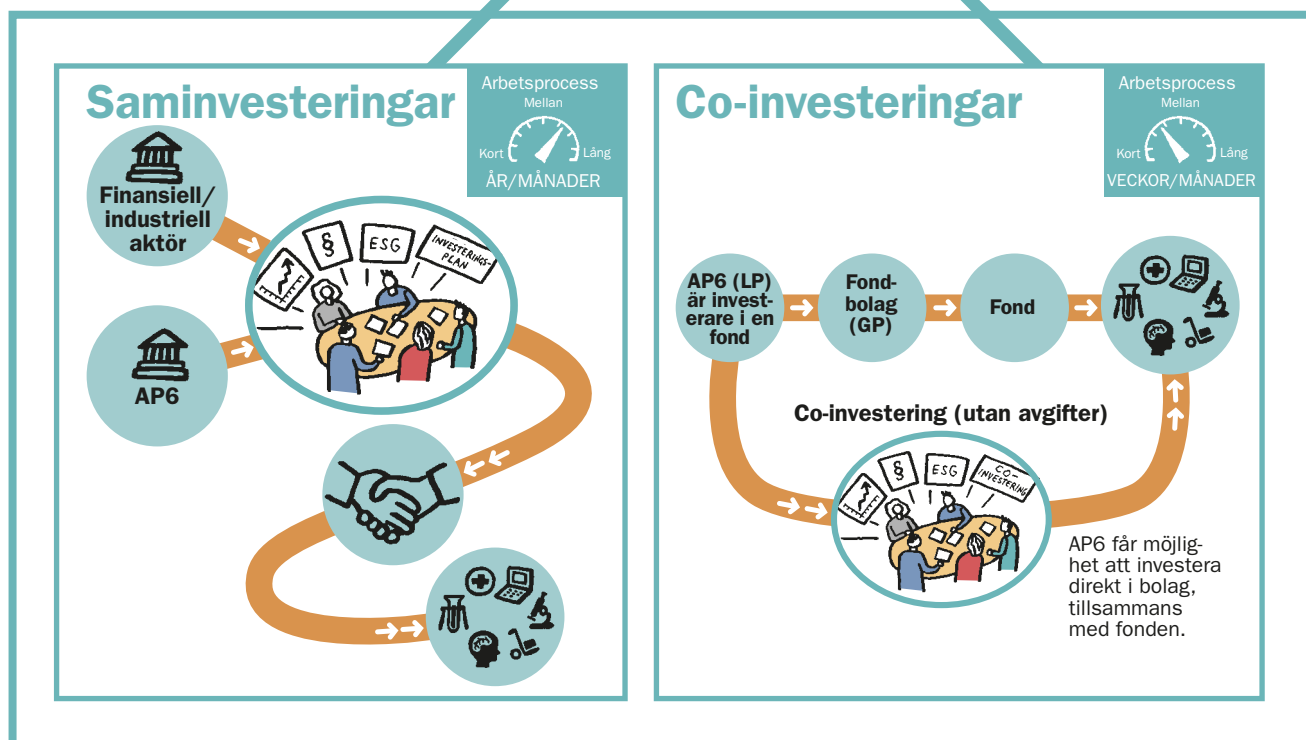 Saminvesteringar
Arbetsprocess
Mellan
Kort
Lång
ÅR/MÅNADER
Finansiell/
industriell
aktör
§
ESG
INVESTERINGS-
PLAN
AP6
Co-investeringar
Arbetsprocess
Mellan
Kort
Lång
VECKOR/MÅNADER
AP6 (LP)
är invest-
erare i en
fond
Fond-
bolag
(GP)
Fond
Co-investering (utan avgifter)
§
ESG
CO-
INVESTERING
AP6 får möjlig-
het att investera
direkt i bolag,
tillsammans
med fonden.